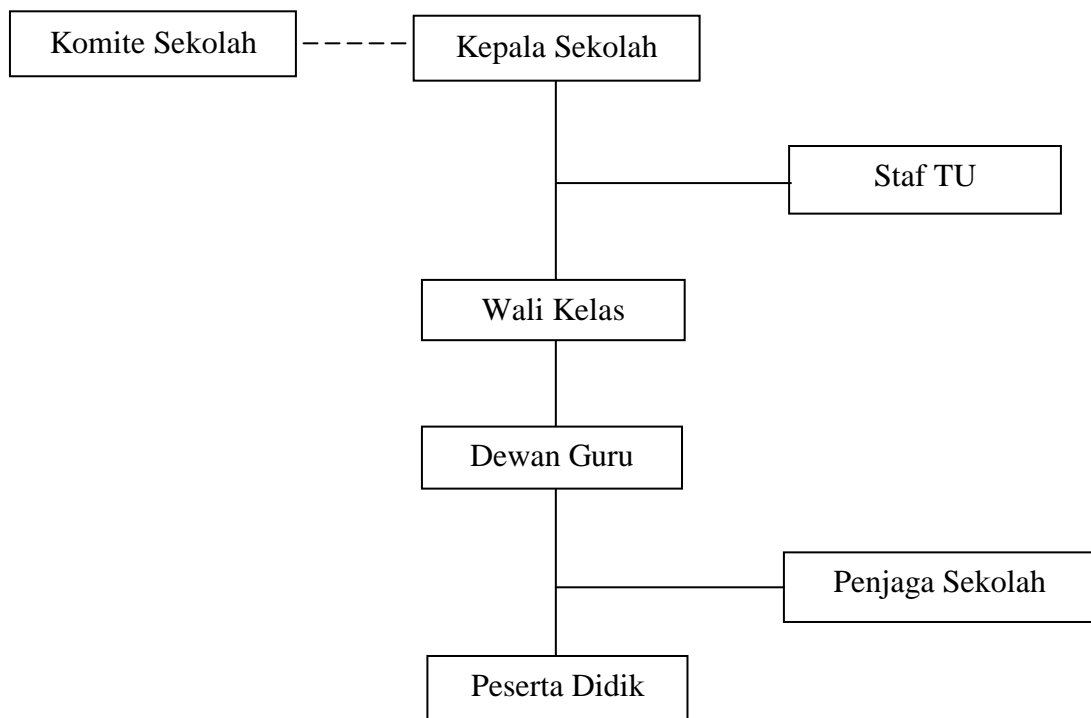 Komite Sekolah
Kepala Sekolah
Staf TU
Wali Kelas
Dewan Guru
Penjaga Sekolah
Peserta Didik